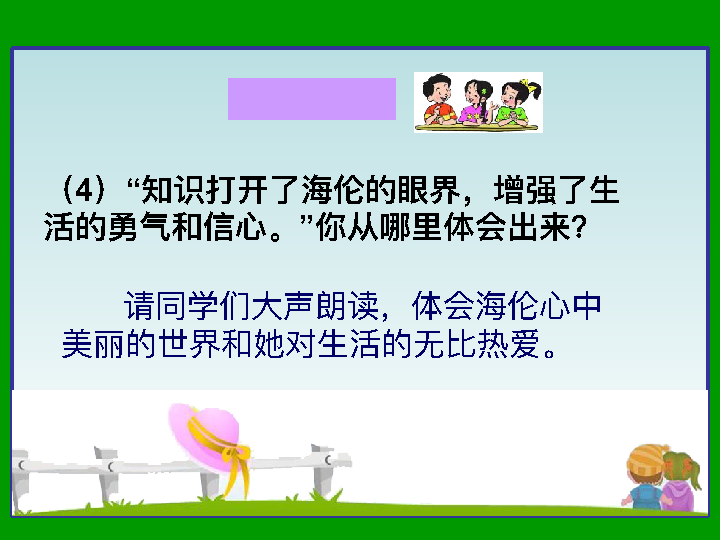 （4）“知识打开了海伦的眼界，增强了生
活的勇气和信心。”你从哪里体会出来？
请同学们大声朗读，体会海伦心中
美丽的世界和她对生活的无比热爱。